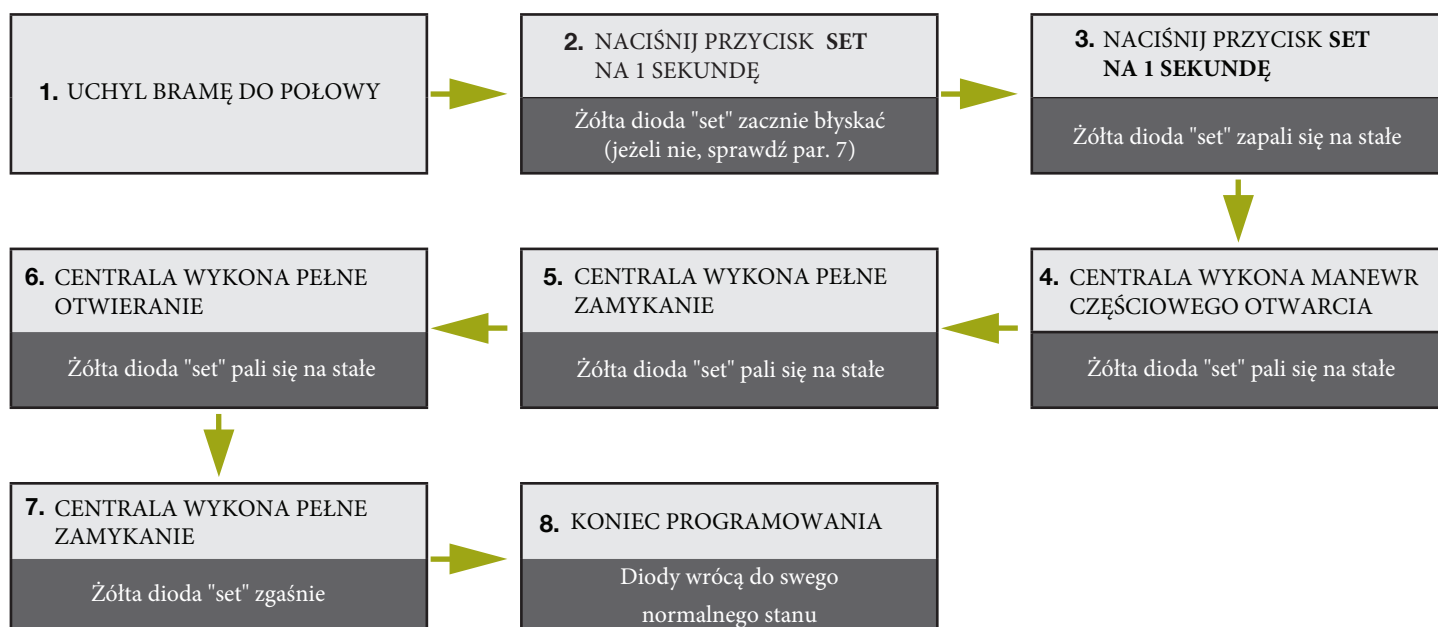 1. UCHYL BRAMĘ DO POŁOWY
2. NACIŚNIJ PRZYCISK SET
NA 1 SEKUNDĘ
Żółta dioda "set" zacznie błyskać
(jeżeli nie, sprawdź par. 7)
3. NACIŚNIJ PRZYCISK SET
NA 1 SEKUNDĘ
Żółta dioda "set" zapali się na stałe
4. CENTRALA WYKONA MANEWR
CZĘŚCIOWEGO OTWARCIA
Żółta dioda "set" pali się na stałe
5. CENTRALA WYKONA PEŁNE
ZAMYKANIE
Żółta dioda "set" pali się na stałe
6. CENTRALA WYKONA PEŁNE
OTWIERANIE
Żółta dioda "set" pali się na stałe
7. CENTRALA WYKONA PEŁNE
ZAMYKANIE
Żółta dioda "set" zgaśnie
8. KONIEC PROGRAMOWANIA
Diody wrócą do swego
normalnego stanu